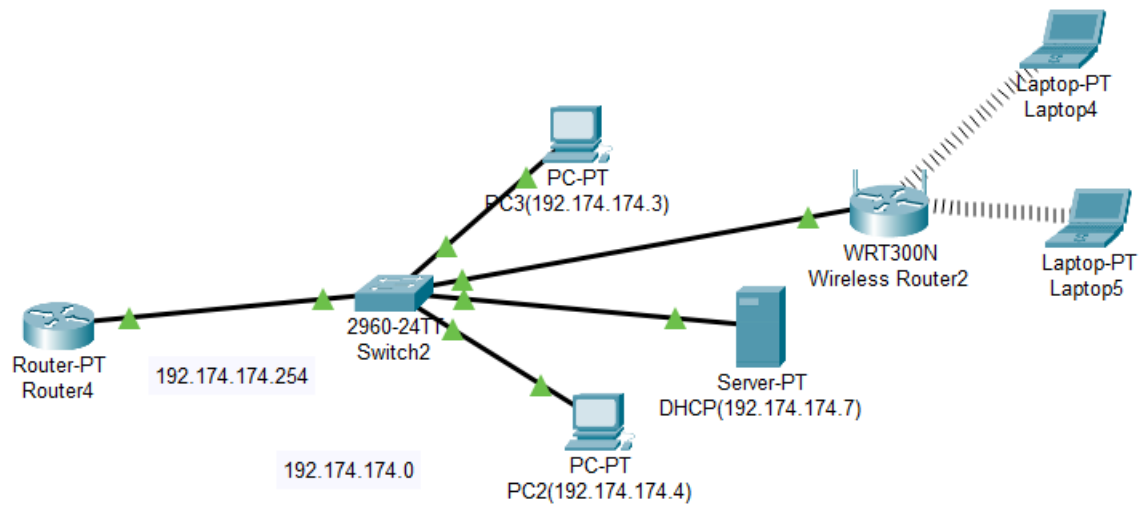 Laptop-PT
Laptop4
PC-PT
PC3(192.174.174.3)
WRT300N
Wireless Router2
Laptop-PT
Laptop5
2960-24TT
Switch2
Router-PT
Router4
192.174.174.254
Server-PT
DHCP(192.174.174.7)
192.174.174.0
PC-PT
PC2(192.174.174.4)